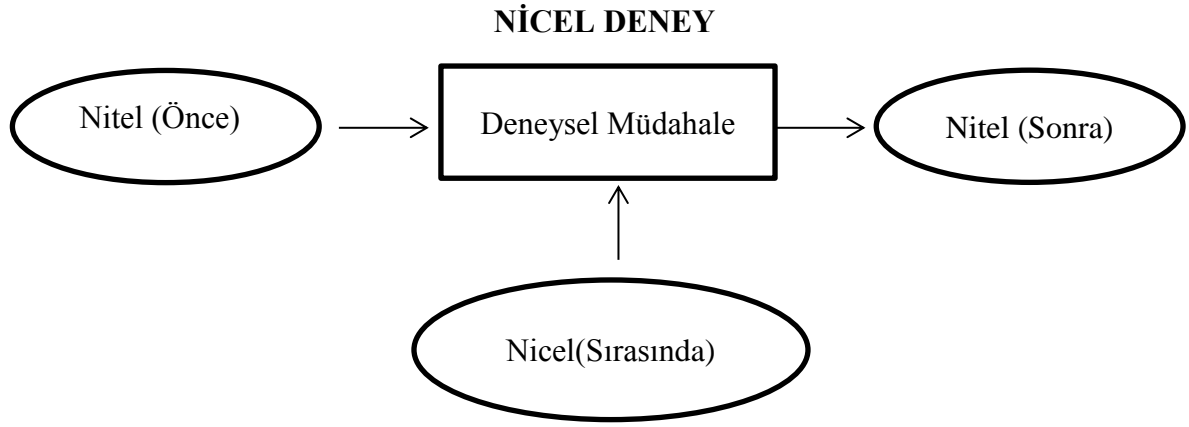 NİCEL DENEY
Nitel (Önce)
Deneysel Müdahale
Nitel (Sonra)
Nicel(Sırasında)